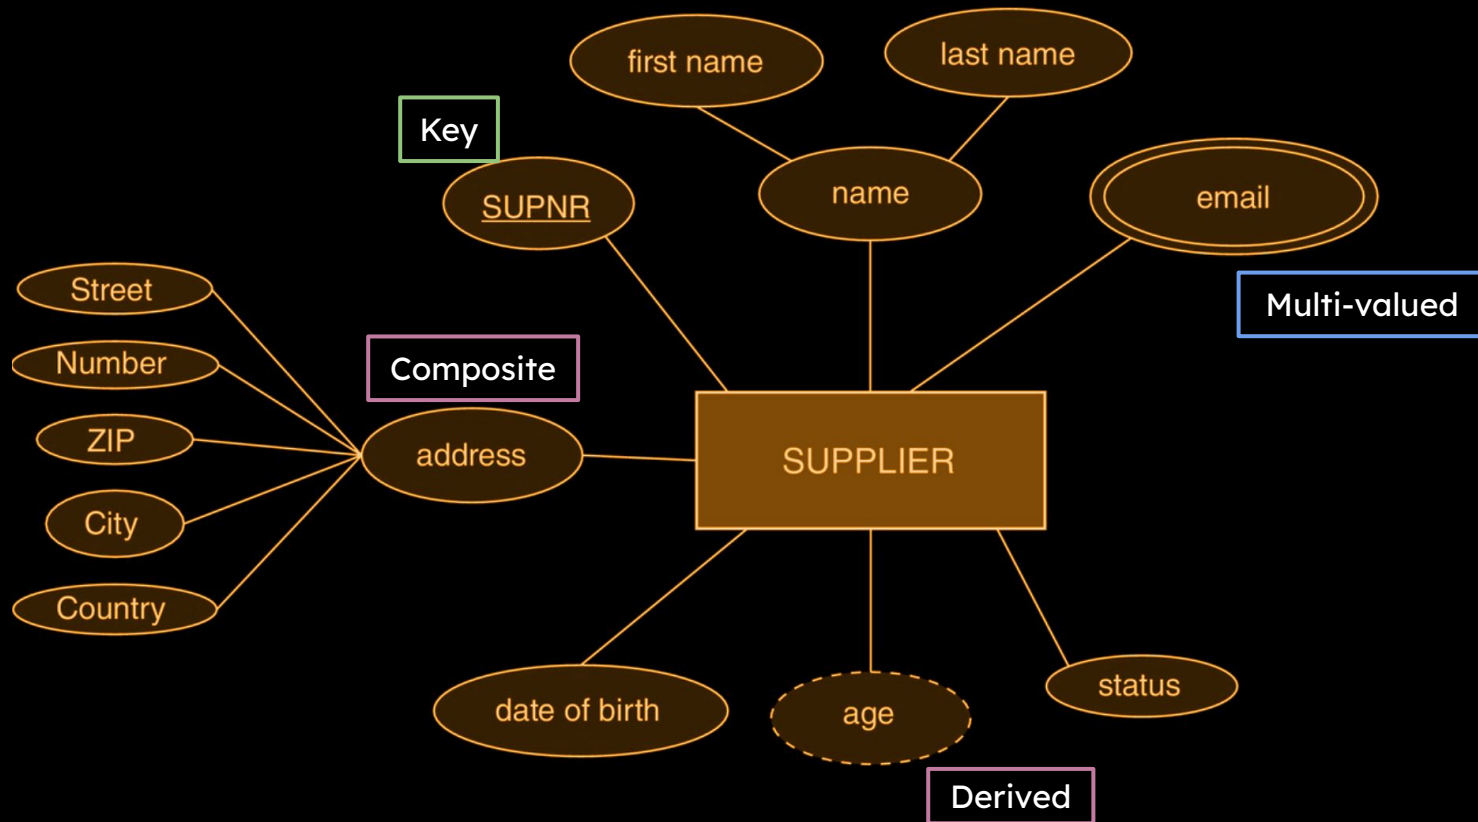 first name
last name
Key
SUPNR
name
email
Street
Multi-valued
Number
Composite
ZIP
address
SUPPLIER
City
Country
date of birth
age
status
Derived